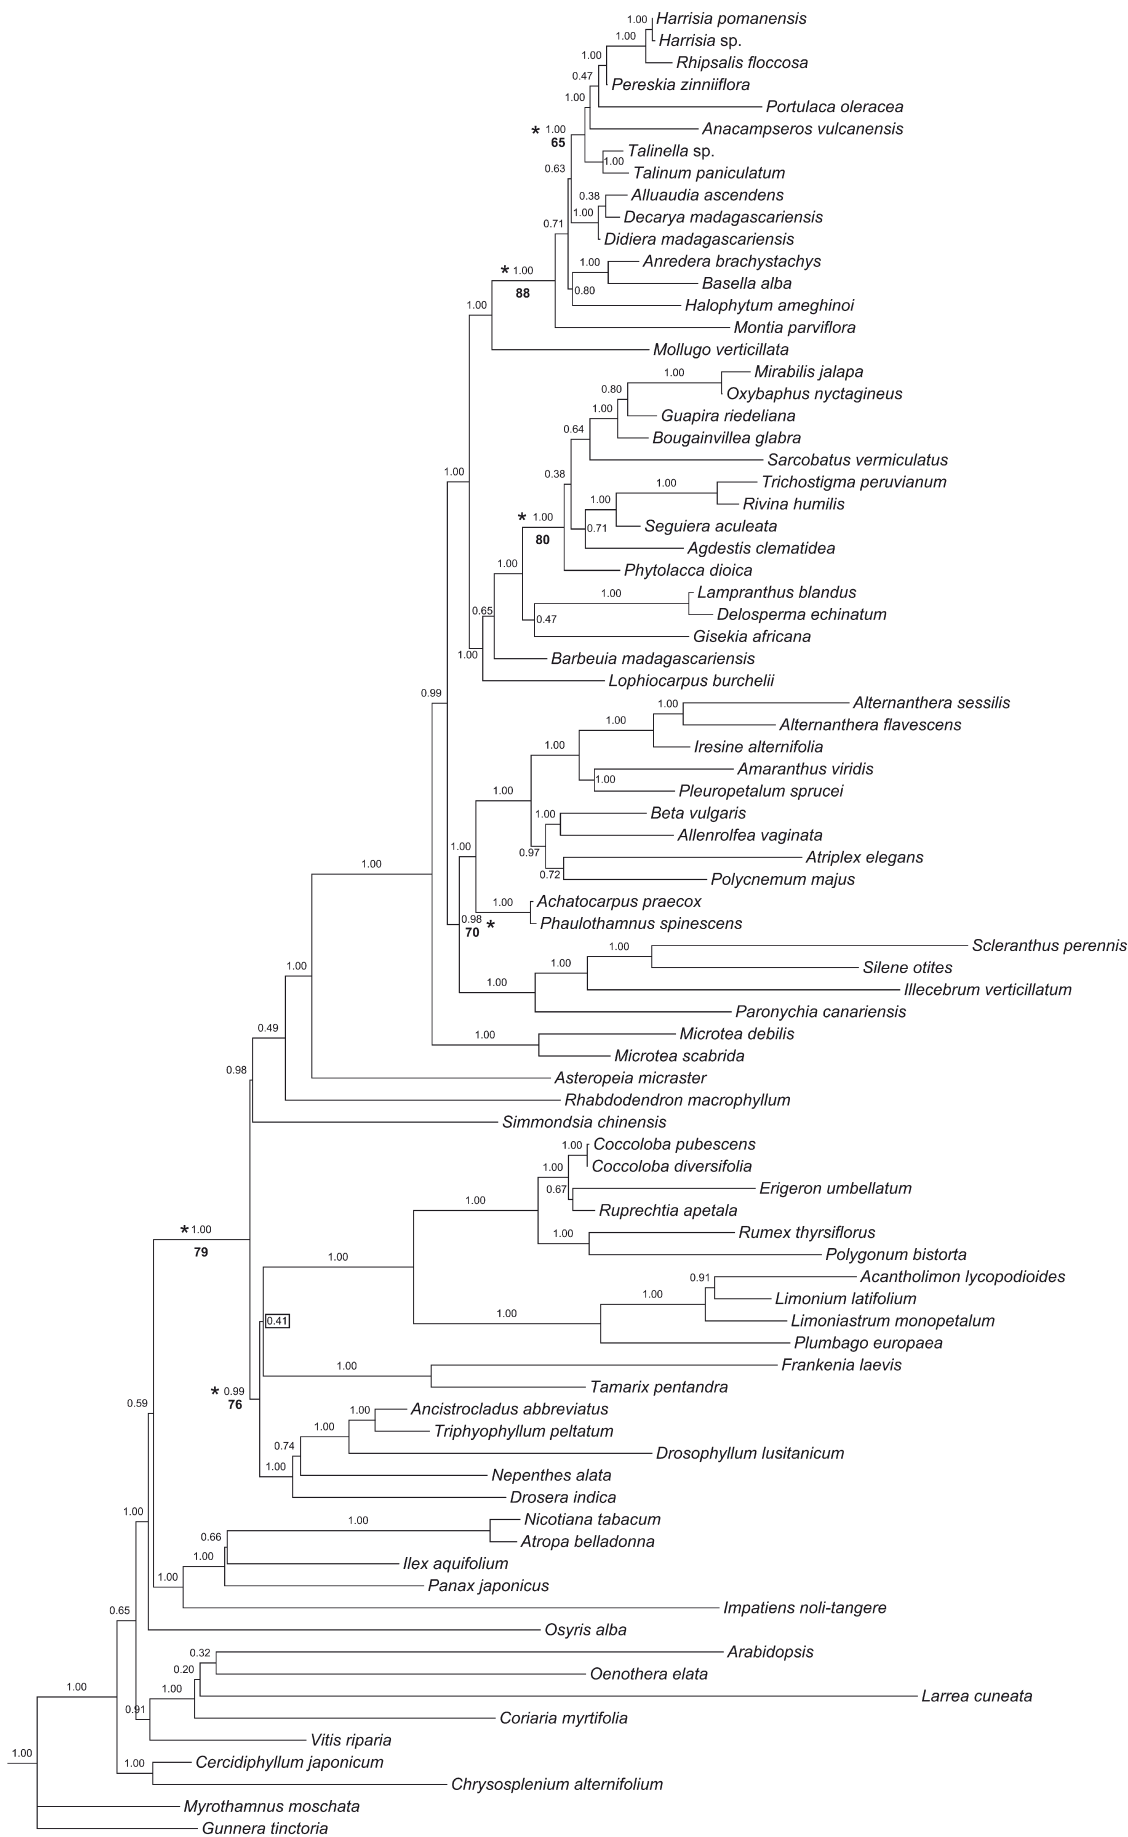 1.00 Harrisia pomanensis
1.00 Harrisia sp.
1.00 Rhipsalis floccosa
0.47 Pereskia zinniiflora
1.00 Portulaca oleracea
* 1.00 Anacampseros vulcanensis
65
Talinella sp.
1.00
0.63 Talinum paniculatum
0.38 Alluaudia ascendens
1.00 Decarya madagascariensis
0.71
Didiera madagascariensis
* 1.00 1.00 Anredera brachystachys
88 0.80 Basella alba
1.00 Halophytum ameghinoi
Montia parviflora
Mollugo verticillata
1.00 Mirabilis jalapa
0.80 Oxybaphus nyctagineus
1.00 Guapira riedeliana
0.64 Bougainvillea glabra
1.00 0.38 Sarcobatus vermiculatus
1.00 Trichostigma peruvianum
1.00 Rivina humilis
* 1.00 0.71 Seguiera aculeata
80 Agdestis clematidea
1.00 Phytolacca dioica
1.00 Lampranthus blandus
0.65 0.47 Delosperma echinatum
Gisekia africana
1.00 Barbeuia madagascariensis
Lophiocarpus burchelii
0.99 1.00 Alternanthera sessilis
1.00 Alternanthera flavescens
1.00 Iresine alternifolia
1.00 Amaranthus viridis
1.00 Pleuropetalum sprucei
1.00 Beta vulgaris
1.00 0.97 Allenrolfea vaginata
1.00 Atriplex elegans
0.72 Polycnemum majus
1.00 Achatocarpus praecox
0.98 * Phaulothamnus spinescens
70
1.00 Scleranthus perennis
1.00 1.00 Silene otites
1.00 Illecebrum verticillatum
Paronychia canariensis
0.49 1.00 Microtea debilis
Microtea scabrida
0.98 Asteropeia micraster
Rhabdodendron macrophyllum
Simmondsia chinensis
1.00 Coccoloba pubescens
1.00 Coccoloba diversifolia
0.67 Erigeron umbellatum
1.00 Ruprechtia apetala
* 1.00 1.00 Rumex thyrsiflorus
79 1.00 Polygonum bistorta
0.91 Acantholimon lycopodioides
1.00 Limonium latifolium
0.41 1.00 Limoniastrum monopetalum
Plumbago europaea
1.00 Frankenia laevis
* 0.99 Tamarix pentandra
76
0.59 1.00 Ancistrocladus abbreviatus
1.00 Triphyophyllum peltatum
0.74 Drosophyllum lusitanicum
1.00 Nepenthes alata
Drosera indica
1.00 1.00 Nicotiana tabacum
0.66 Atropa belladonna
1.00 Ilex aquifolium
1.00 Panax japonicus
0.65 Impatiens noli-tangere
Osyris alba
0.32 Arabidopsis
0.20 Oenothera elata
1.00 1.00 Larrea cuneata
0.91 Coriaria myrtifolia
1.00 Vitis riparia
1.00 Cercidiphyllum japonicum
Chrysosplenium alternifolium
Myrothamnus moschata
Gunnera tinctoria